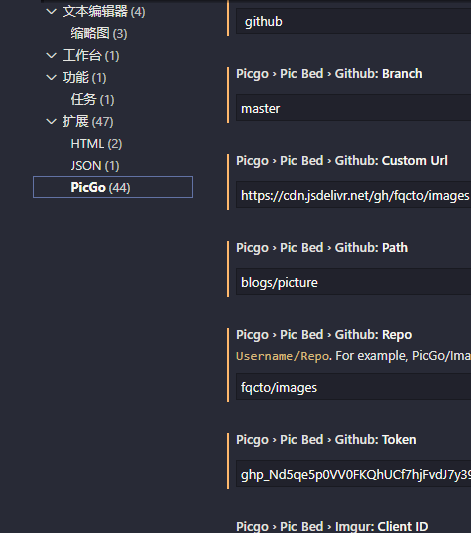 文本编辑器 (4)
缩略图 (3)
工作台 (1)
功能 (1)
任务 (1)
扩展 (47)
HTML (2)
JSON (1)
PicGo (44)
github
Picgo › Pic Bed › Github: Branch
master
Picgo › Pic Bed › Github: Custom Url
https://cdn.jsdelivr.net/gh/fqcto/images
Picgo › Pic Bed › Github: Path
blogs/picture
Picgo › Pic Bed › Github: Repo
Username/Repo. For example, PicGo/Ima
fqcto/images
Picgo › Pic Bed › Github: Token
ghp_Nd5qe5p0VV0FKQhUCf7hjFvdJ7y39
Picgo › Pic Bed › Imgur: Client ID